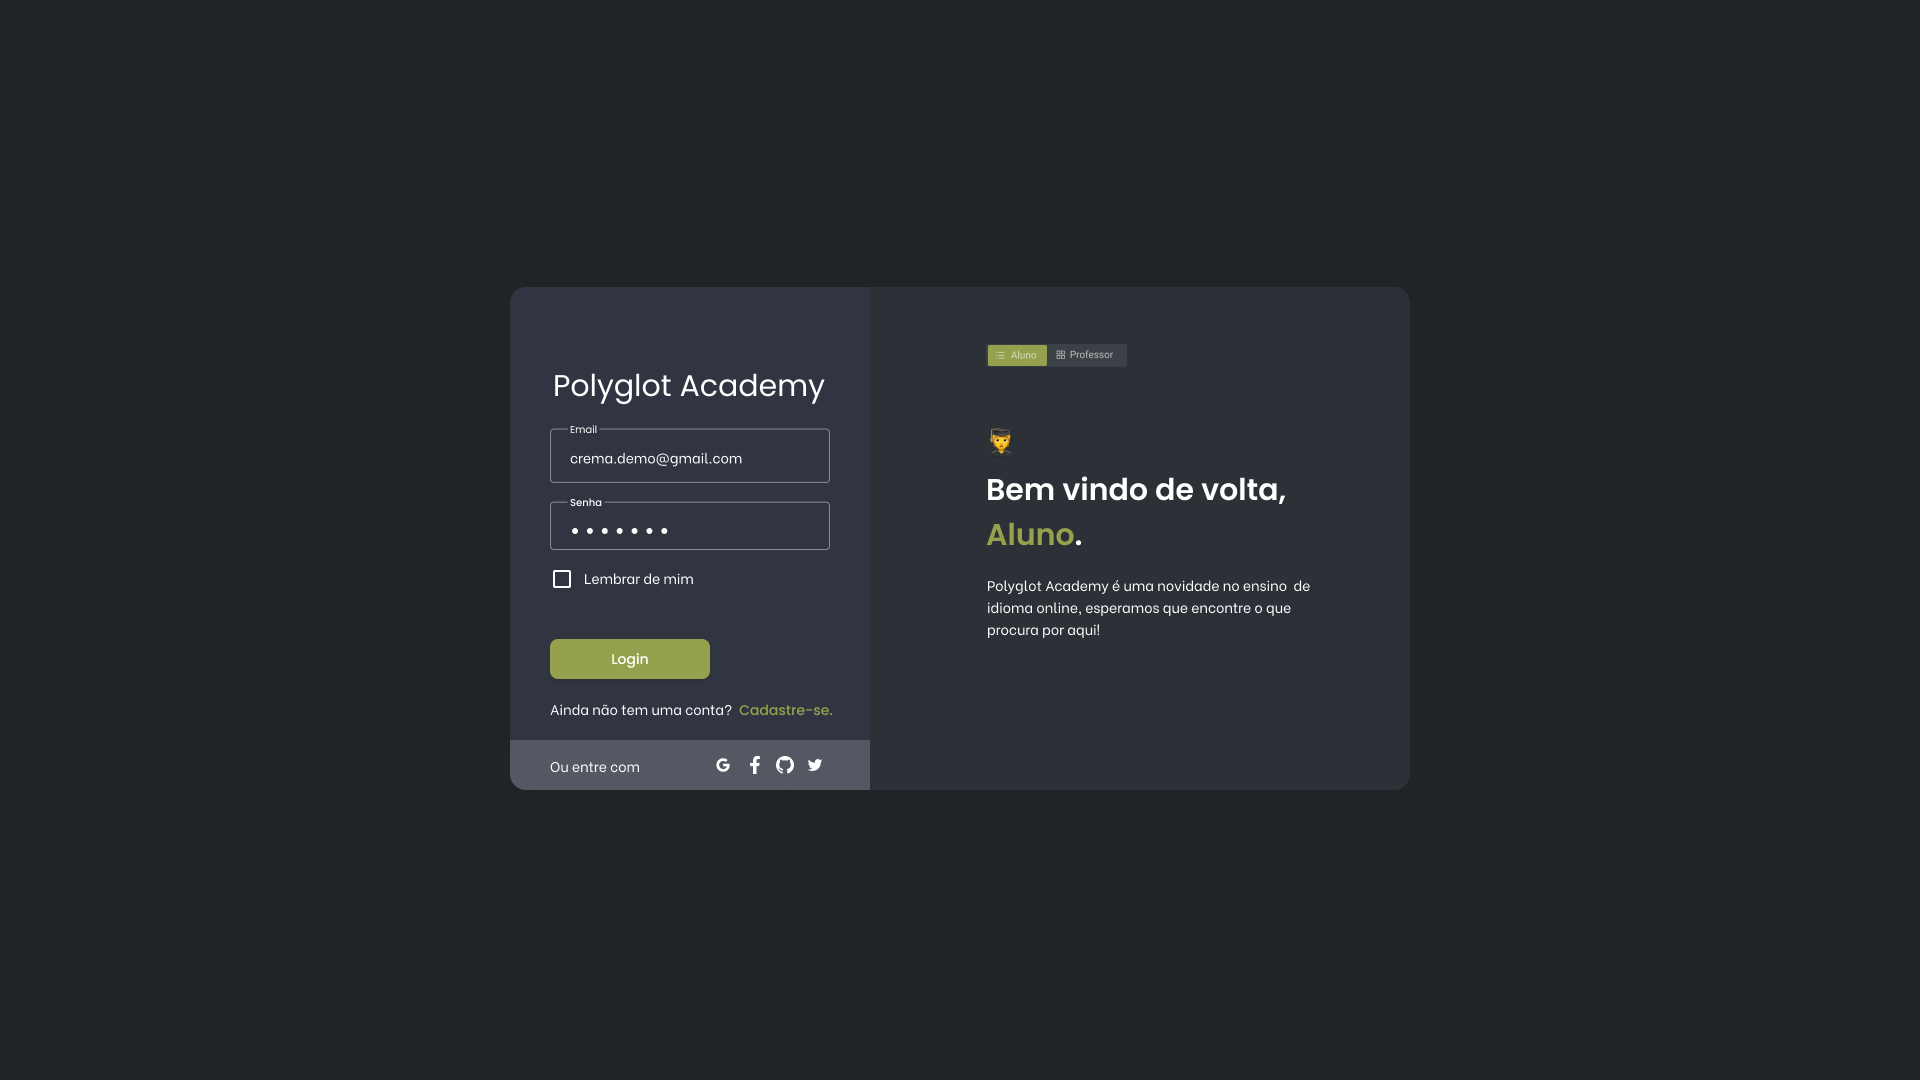 Polyglot Academy
Email
crema.demo@gmail.com
Senha
Lembrar de mim
Login
Ainda não tem uma conta? Cadastre-se.
Ou entre com
Aluno
Professor
Bem vindo de volta,
Aluno.
Polyglot Academy é uma novidade no ensino de
idioma online, esperamos que encontre o que
procura por aqui!